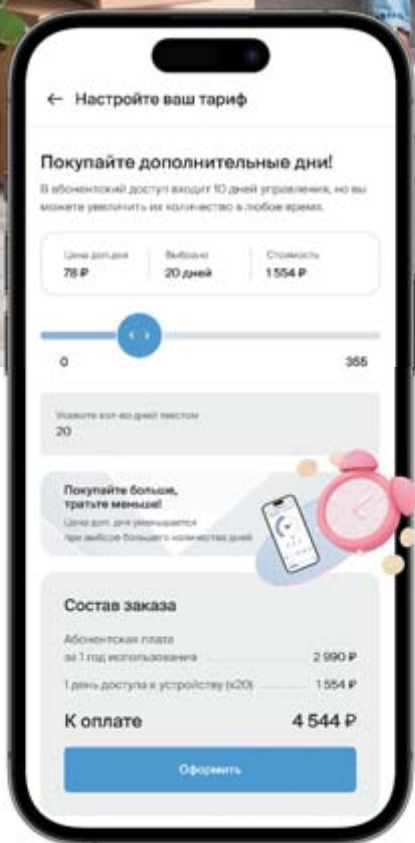 ← Настройте ваш тариф
Покупайте дополнительные дни!
В абонентский доступ входит 10 дней управления, но вы
можете увеличить их количество в любое время.
Цена доп.дня Выбрано Стоимость
78 ₽ 20 дней 1 554 ₽
0 355
Укажите кол-во дней текстом
20
Покупайте больше,
тратьте меньше!
Цена доп. дня уменьшается
при выборе большего количества дней
Состав заказа
Абонентская плата
за 1 год использования 2 990 ₽
1 день доступа к устройству (x20) 1 554 ₽
К оплате 4 544 ₽
Оформить